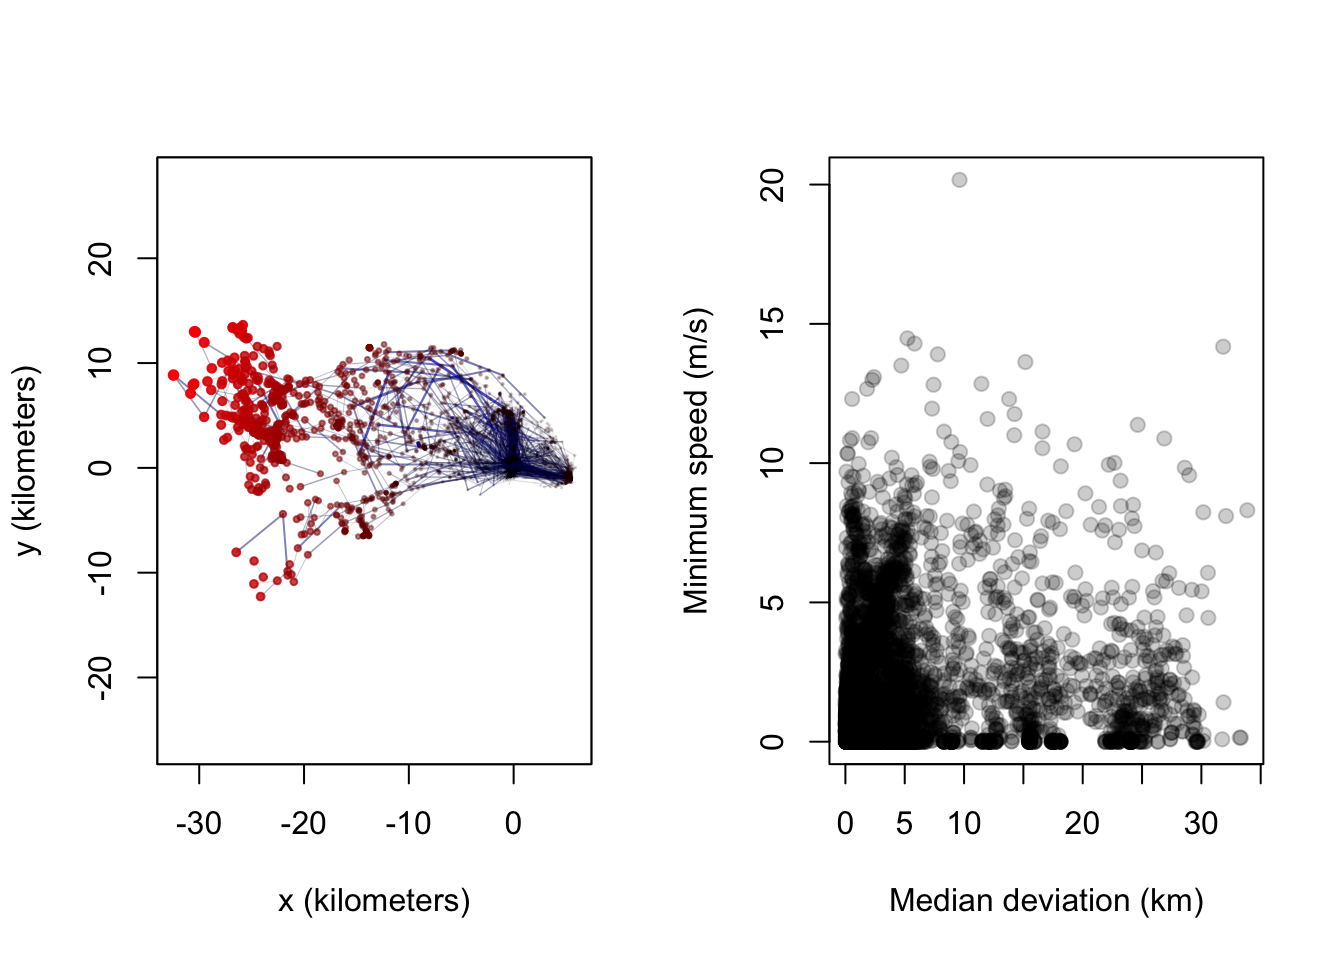 y (kilometers)
20
10
0
-10
-20
-30 -20 -10 0
x (kilometers)
Minimum speed (m/s)
20
15
10
5
0
0 5 10 20 30
Median deviation (km)